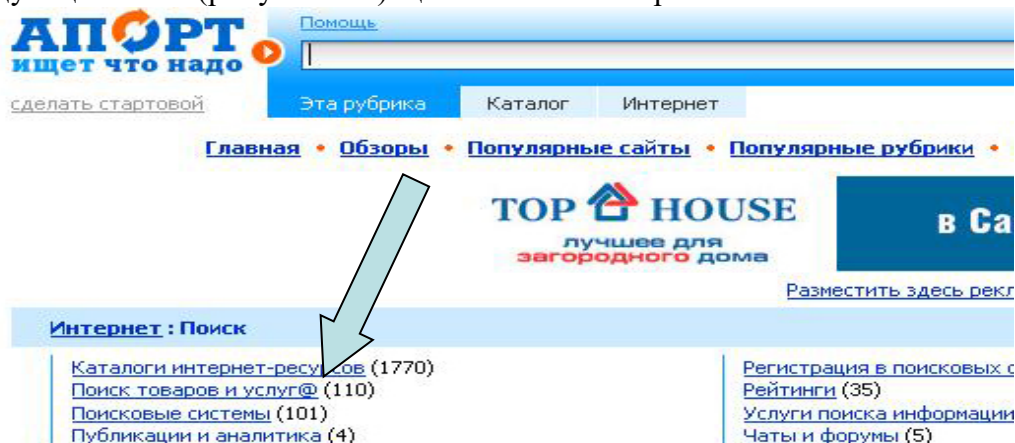 АПОРТ
ищет что надо
сделать стартовой
Помощь
Эта рубрика Каталог Интернет
Главная • Обзоры • Популярные сайты • Популярные рубрики •
TOP HOUSE
лучшее для
загородного дома
в Са
Разместить здесь рекл
Интернет : Поиск
Каталоги интернет-ресурсов (1770)
Поиск товаров и услуг@ (110)
Поисковые системы (101)
Публикации и аналитика (4)
Регистрация в поисковых с
Рейтинги (35)
Услуги поиска информации
Чаты и форумы (5)